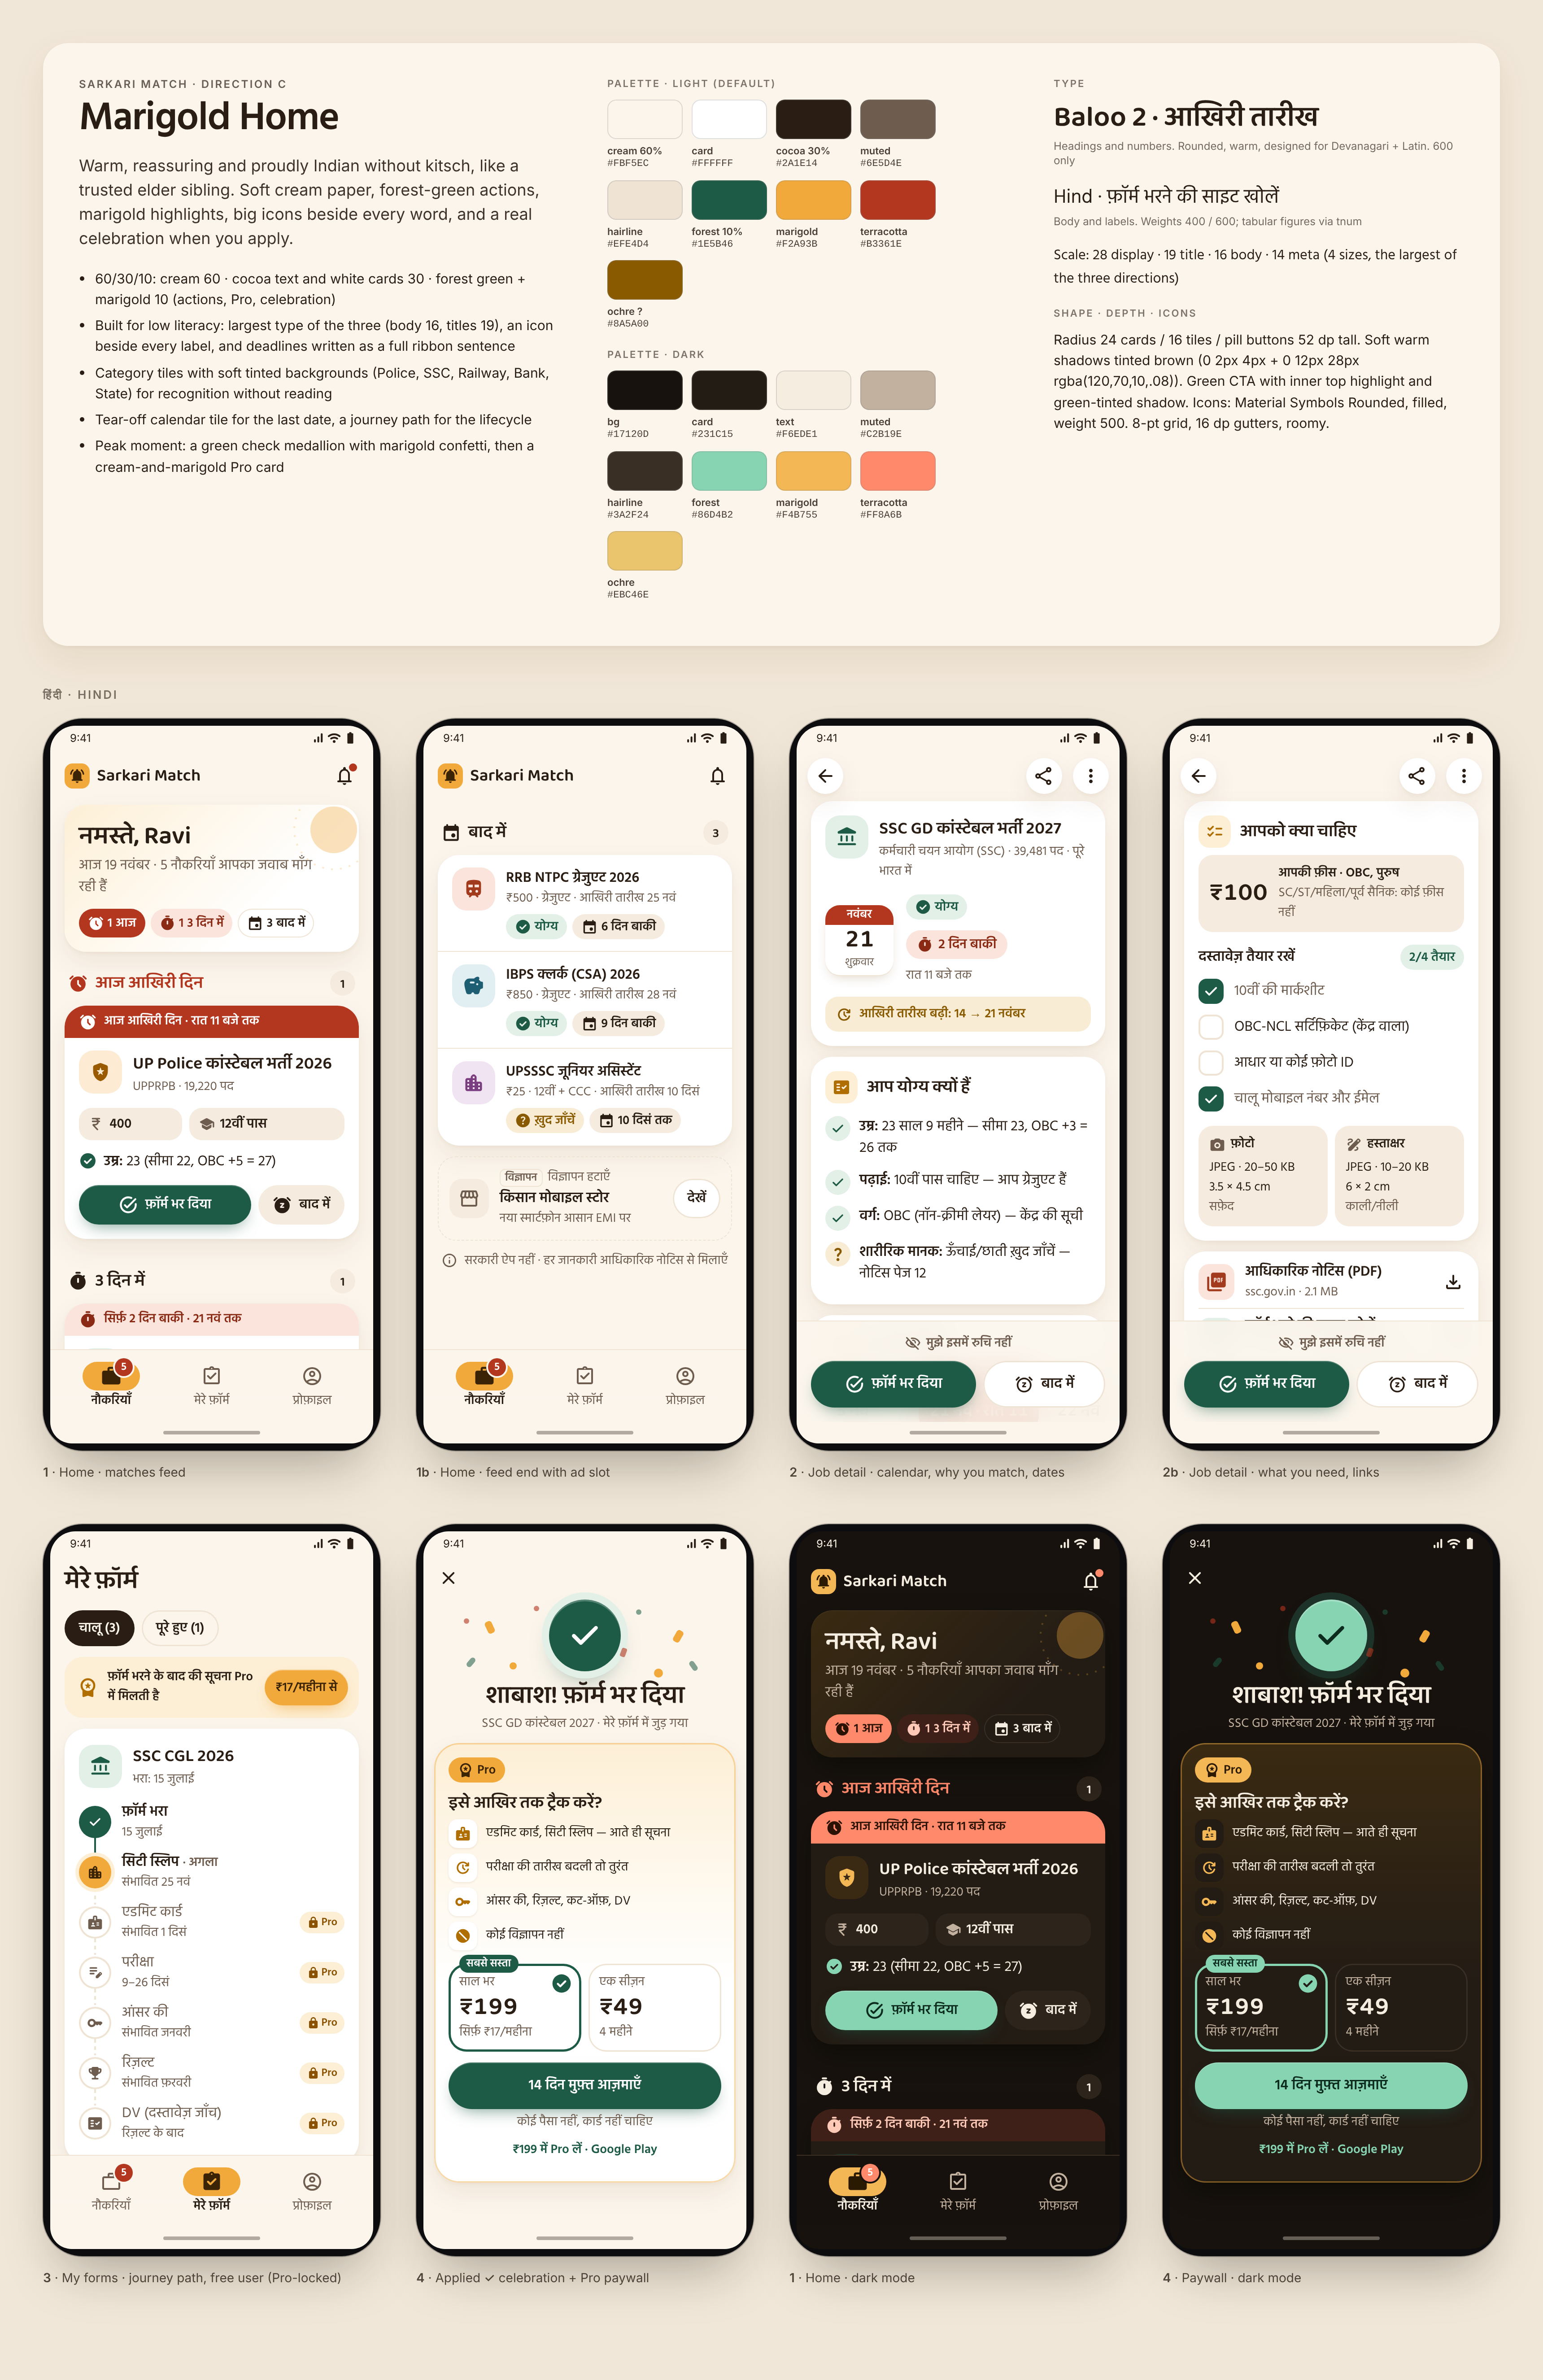 SARKARI MATCH · DIRECTION C
Marigold Home
Warm, reassuring and proudly Indian without kitsch, like a
trusted elder sibling. Soft cream paper, forest-green actions,
marigold highlights, big icons beside every word, and a real
celebration when you apply.
• 60/30/10: cream 60 · cocoa text and white cards 30 · forest green +
marigold 10 (actions, Pro, celebration)
• Built for low literacy: largest type of the three (body 16, titles 19), an icon
beside every label, and deadlines written as a full ribbon sentence
• Category tiles with soft tinted backgrounds (Police, SSC, Railway, Bank,
State) for recognition without reading
• Tear-off calendar tile for the last date, a journey path for the lifecycle
• Peak moment: a green check medallion with marigold confetti, then a
cream-and-marigold Pro card
PALETTE · LIGHT (DEFAULT)
cream 60% card cocoa 30% muted
#FBF5EC #FFFFFF #2A1E14 #6E5D4E
hairline forest 10% marigold terracotta
#EFE4D4 #1E5B46 #F2A93B #B3361E
ochre ?
#8A5A00
PALETTE · DARK
bg card text muted
#17120D #231C15 #F6EDE1 #C2B19E
hairline forest marigold terracotta
#3A2F24 #86D4B2 #F4B755 #FF8A6B
ochre
#EBC46E
TYPE
Baloo 2 · आखिरी तारीख
Headings and numbers. Rounded, warm, designed for Devanagari + Latin. 600
only
Hind · फ़ॉर्म भरने की साइट खोलें
Body and labels. Weights 400 / 600; tabular figures via tnum
Scale: 28 display · 19 title · 16 body · 14 meta (4 sizes, the largest of
the three directions)
SHAPE · DEPTH · ICONS
Radius 24 cards / 16 tiles / pill buttons 52 dp tall. Soft warm
shadows tinted brown (0 2px 4px + 0 12px 28px
rgba(120,70,10,.08)). Green CTA with inner top highlight and
green-tinted shadow. Icons: Material Symbols Rounded, filled,
weight 500. 8-pt grid, 16 dp gutters, roomy.
हिंदी · HINDI
9:41
Sarkari Match
नमस्ते, Ravi
आज 19 नवंबर · 5 नौकरियाँ आपका जवाब माँग
रही हैं
1 आज 1 3 दिन में 3 बाद में
आज आखिरी दिन 1
आज आखिरी दिन · रात 11 बजे तक
UP Police कांस्टेबल भर्ती 2026
UPPRPB · 19,220 पद
₹ 400 12वीं पास
उम्र: 23 (सीमा 22, OBC +5 = 27)
फ़ॉर्म भर दिया बाद में
3 दिन में 1
सिर्फ़ 2 दिन बाकी · 21 नवं तक
5
नौकरियाँ मेरे फ़ॉर्म प्रोफ़ाइल
1 · Home · matches feed
9:41
Sarkari Match
बाद में 3
RRB NTPC ग्रेजुएट 2026
₹500 · ग्रेजुएट · आखिरी तारीख 25 नवं
योग्य 6 दिन बाकी
IBPS क्लर्क (CSA) 2026
₹850 · ग्रेजुएट · आखिरी तारीख 28 नवं
योग्य 9 दिन बाकी
UPSSSC जूनियर असिस्टेंट
₹25 · 12वीं + CCC · आखिरी तारीख 10 दिसं
? ख़ुद जाँचें 10 दिसं तक
विज्ञापन विज्ञापन हटाएँ
किसान मोबाइल स्टोर
नया स्मार्टफ़ोन आसान EMI पर
देखें
सरकारी ऐप नहीं · हर जानकारी आधिकारिक नोटिस से मिलाएँ
5
नौकरियाँ मेरे फ़ॉर्म प्रोफ़ाइल
1b · Home · feed end with ad slot
9:41
SSC GD कांस्टेबल भर्ती 2027
कर्मचारी चयन आयोग (SSC) · 39,481 पद · पूरे
भारत में
नवंबर
21
शुक्रवार
योग्य
2 दिन बाकी
रात 11 बजे तक
आखिरी तारीख बढ़ी: 14 → 21 नवंबर
आप योग्य क्यों हैं
उम्र: 23 साल 9 महीने — सीमा 23, OBC +3 =
26 तक
पढ़ाई: 10वीं पास चाहिए — आप ग्रेजुएट हैं
वर्ग: OBC (नॉन-क्रीमी लेयर) — केंद्र की सूची
? शारीरिक मानक: ऊँचाई/छाती ख़ुद जाँचें —
नोटिस पेज 12
मुझे इसमें रुचि नहीं
फ़ॉर्म भर दिया बाद में
2 · Job detail · calendar, why you match, dates
9:41
आपको क्या चाहिए
₹100
आपकी फ़ीस · OBC, पुरुष
SC/ST/महिला/पूर्व सैनिक: कोई फ़ीस
नहीं
दस्तावेज़ तैयार रखें 2/4 तैयार
10वीं की मार्कशीट
OBC-NCL सर्टिफ़िकेट (केंद्र वाला)
आधार या कोई फ़ोटो ID
चालू मोबाइल नंबर और ईमेल
फ़ोटो
JPEG · 20–50 KB
3.5 × 4.5 cm
सफ़ेद
हस्ताक्षर
JPEG · 10–20 KB
6 × 2 cm
काली/नीली
PDF
आधिकारिक नोटिस (PDF)
ssc.gov.in · 2.1 MB
मुझे इसमें रुचि नहीं
फ़ॉर्म भर दिया बाद में
2b · Job detail · what you need, links
9:41
मेरे फ़ॉर्म
चालू (3) पूरे हुए (1)
फ़ॉर्म भरने के बाद की सूचना Pro
में मिलती है
₹17/महीना से
SSC CGL 2026
भरा: 15 जुलाई
फ़ॉर्म भरा
15 जुलाई
सिटी स्लिप · अगला
संभावित 25 नवं
एडमिट कार्ड
संभावित 1 दिसं
Pro
परीक्षा
9–26 दिसं
Pro
आंसर की
संभावित जनवरी
Pro
रिज़ल्ट
संभावित फ़रवरी
Pro
DV (दस्तावेज़ जाँच)
रिज़ल्ट के बाद
Pro
5
नौकरियाँ मेरे फ़ॉर्म प्रोफ़ाइल
3 · My forms · journey path, free user (Pro-locked)
9:41
शाबाश! फ़ॉर्म भर दिया
SSC GD कांस्टेबल 2027 · मेरे फ़ॉर्म में जुड़ गया
Pro
इसे आखिर तक ट्रैक करें?
एडमिट कार्ड, सिटी स्लिप — आते ही सूचना
परीक्षा की तारीख बदली तो तुरंत
आंसर की, रिज़ल्ट, कट-ऑफ़, DV
कोई विज्ञापन नहीं
सबसे सस्ता
साल भर
₹199
सिर्फ़ ₹17/महीना
एक सीज़न
₹49
4 महीने
14 दिन मुफ़्त आज़माएँ
कोई पैसा नहीं, कार्ड नहीं चाहिए
₹199 में Pro लें · Google Play
4 · Applied ✓ celebration + Pro paywall
9:41
Sarkari Match
नमस्ते, Ravi
आज 19 नवंबर · 5 नौकरियाँ आपका जवाब माँग
रही हैं
1 आज 1 3 दिन में 3 बाद में
आज आखिरी दिन 1
आज आखिरी दिन · रात 11 बजे तक
UP Police कांस्टेबल भर्ती 2026
UPPRPB · 19,220 पद
₹ 400 12वीं पास
उम्र: 23 (सीमा 22, OBC +5 = 27)
फ़ॉर्म भर दिया बाद में
3 दिन में 1
सिर्फ़ 2 दिन बाकी · 21 नवं तक
5
नौकरियाँ मेरे फ़ॉर्म प्रोफ़ाइल
1 · Home · dark mode
9:41
शाबाश! फ़ॉर्म भर दिया
SSC GD कांस्टेबल 2027 · मेरे फ़ॉर्म में जुड़ गया
Pro
इसे आखिर तक ट्रैक करें?
एडमिट कार्ड, सिटी स्लिप — आते ही सूचना
परीक्षा की तारीख बदली तो तुरंत
आंसर की, रिज़ल्ट, कट-ऑफ़, DV
कोई विज्ञापन नहीं
सबसे सस्ता
साल भर
₹199
सिर्फ़ ₹17/महीना
एक सीज़न
₹49
4 महीने
14 दिन मुफ़्त आज़माएँ
कोई पैसा नहीं, कार्ड नहीं चाहिए
₹199 में Pro लें · Google Play
4 · Paywall · dark mode